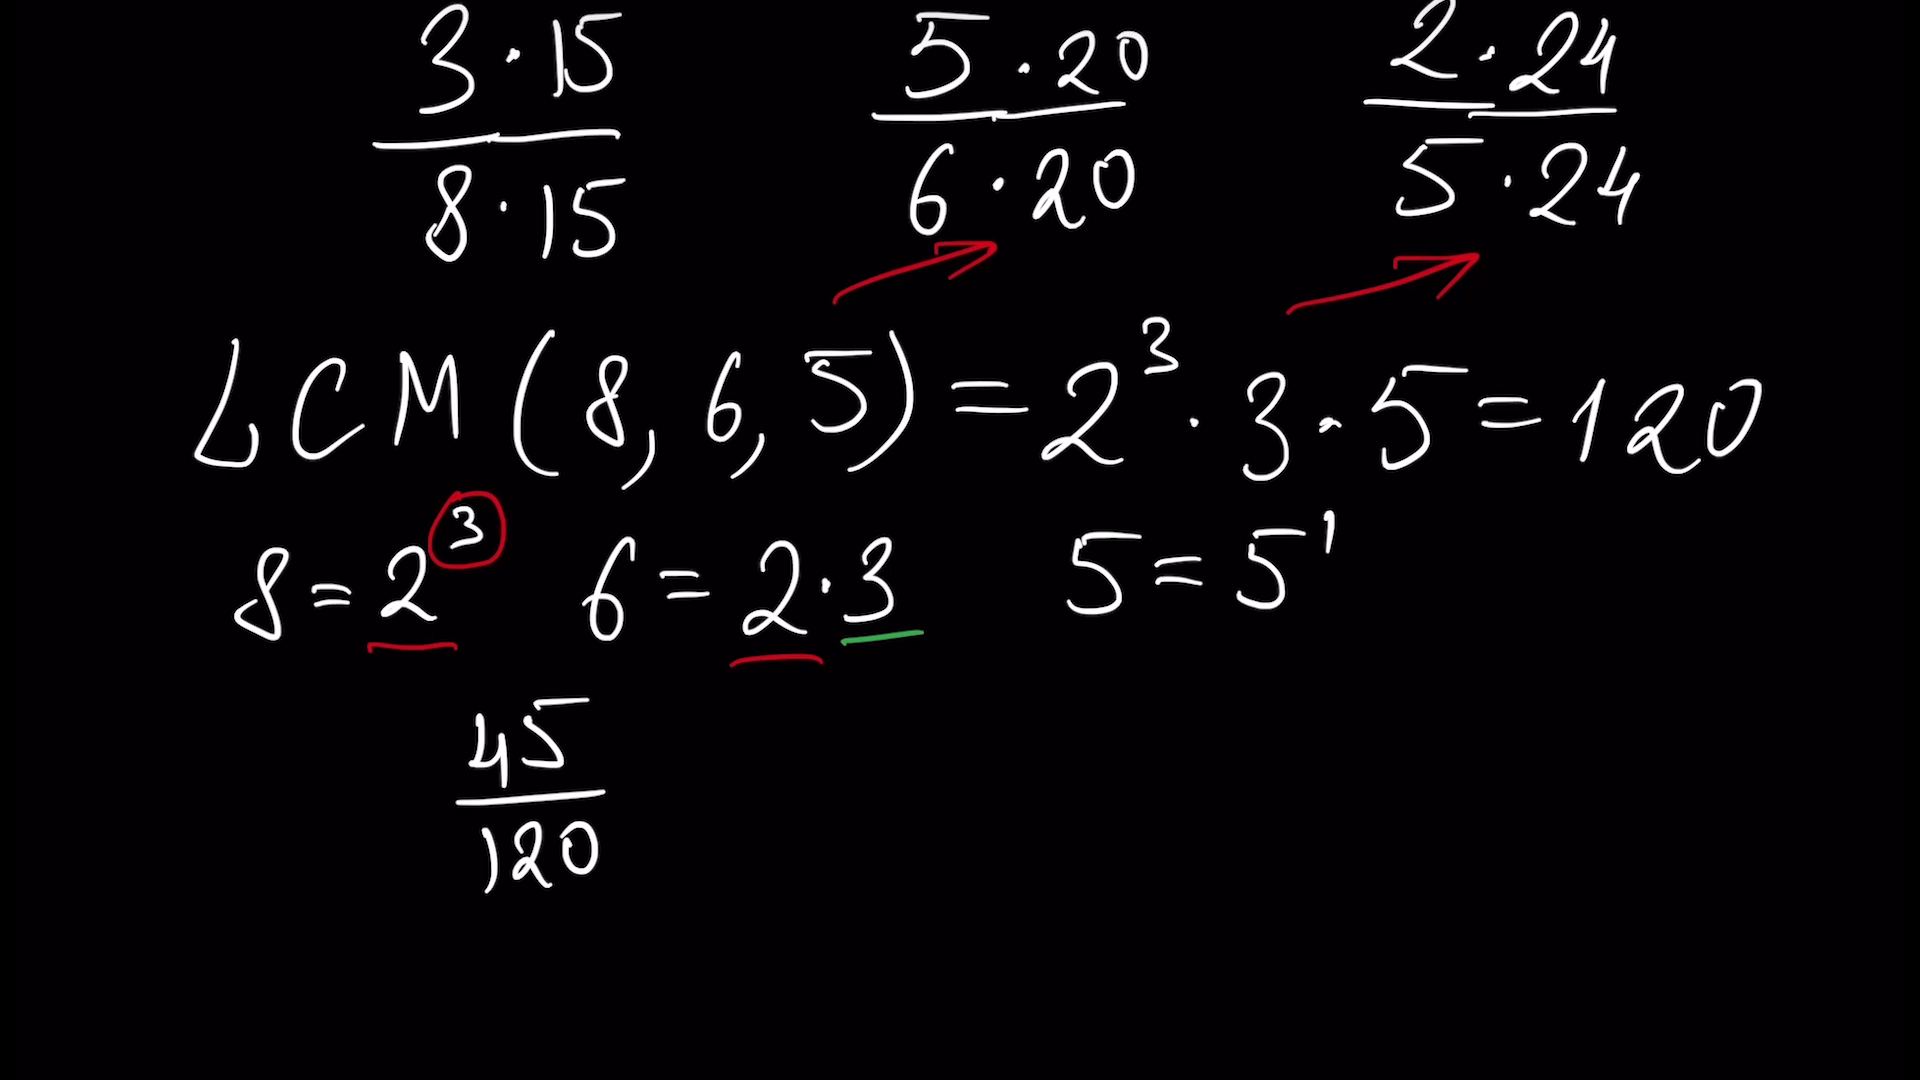 3 · 15 5 · 20 2 · 24
8 · 15 6 · 20 5 · 24
LCM (8, 6, 5) = 2³ · 3 · 5 = 120
8 = 2³ 6 = 2 · 3 5 = 5¹
45
120